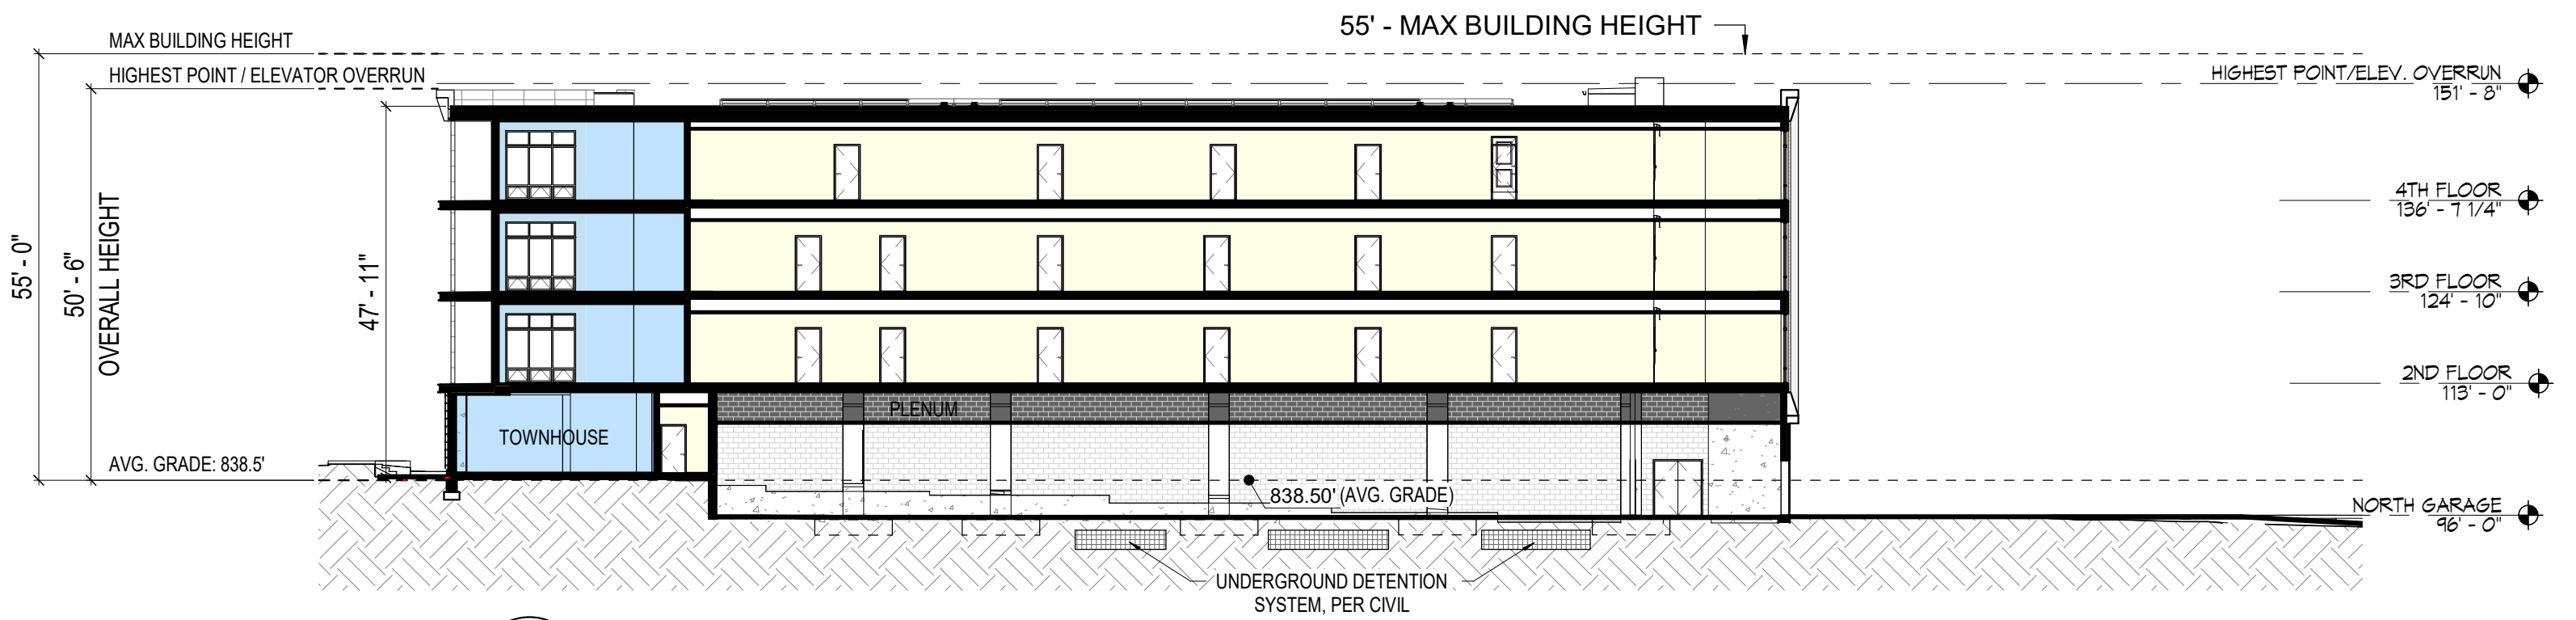 55' - MAX BUILDING HEIGHT
MAX BUILDING HEIGHT
HIGHEST POINT / ELEVATOR OVERRUN
HIGHEST POINT/ELEV. OVERRUN
151' - 8"
4TH FLOOR
136' - 7 1/4"
3RD FLOOR
124' - 10"
2ND FLOOR
113' - 0"
NORTH GARAGE
96' - 0"
55' - 0"
50' - 6"
OVERALL HEIGHT
47' - 11"
PLENUM
TOWNHOUSE
AVG. GRADE: 838.5'
838.50' (AVG. GRADE)
UNDERGROUND DETENTION
SYSTEM, PER CIVIL